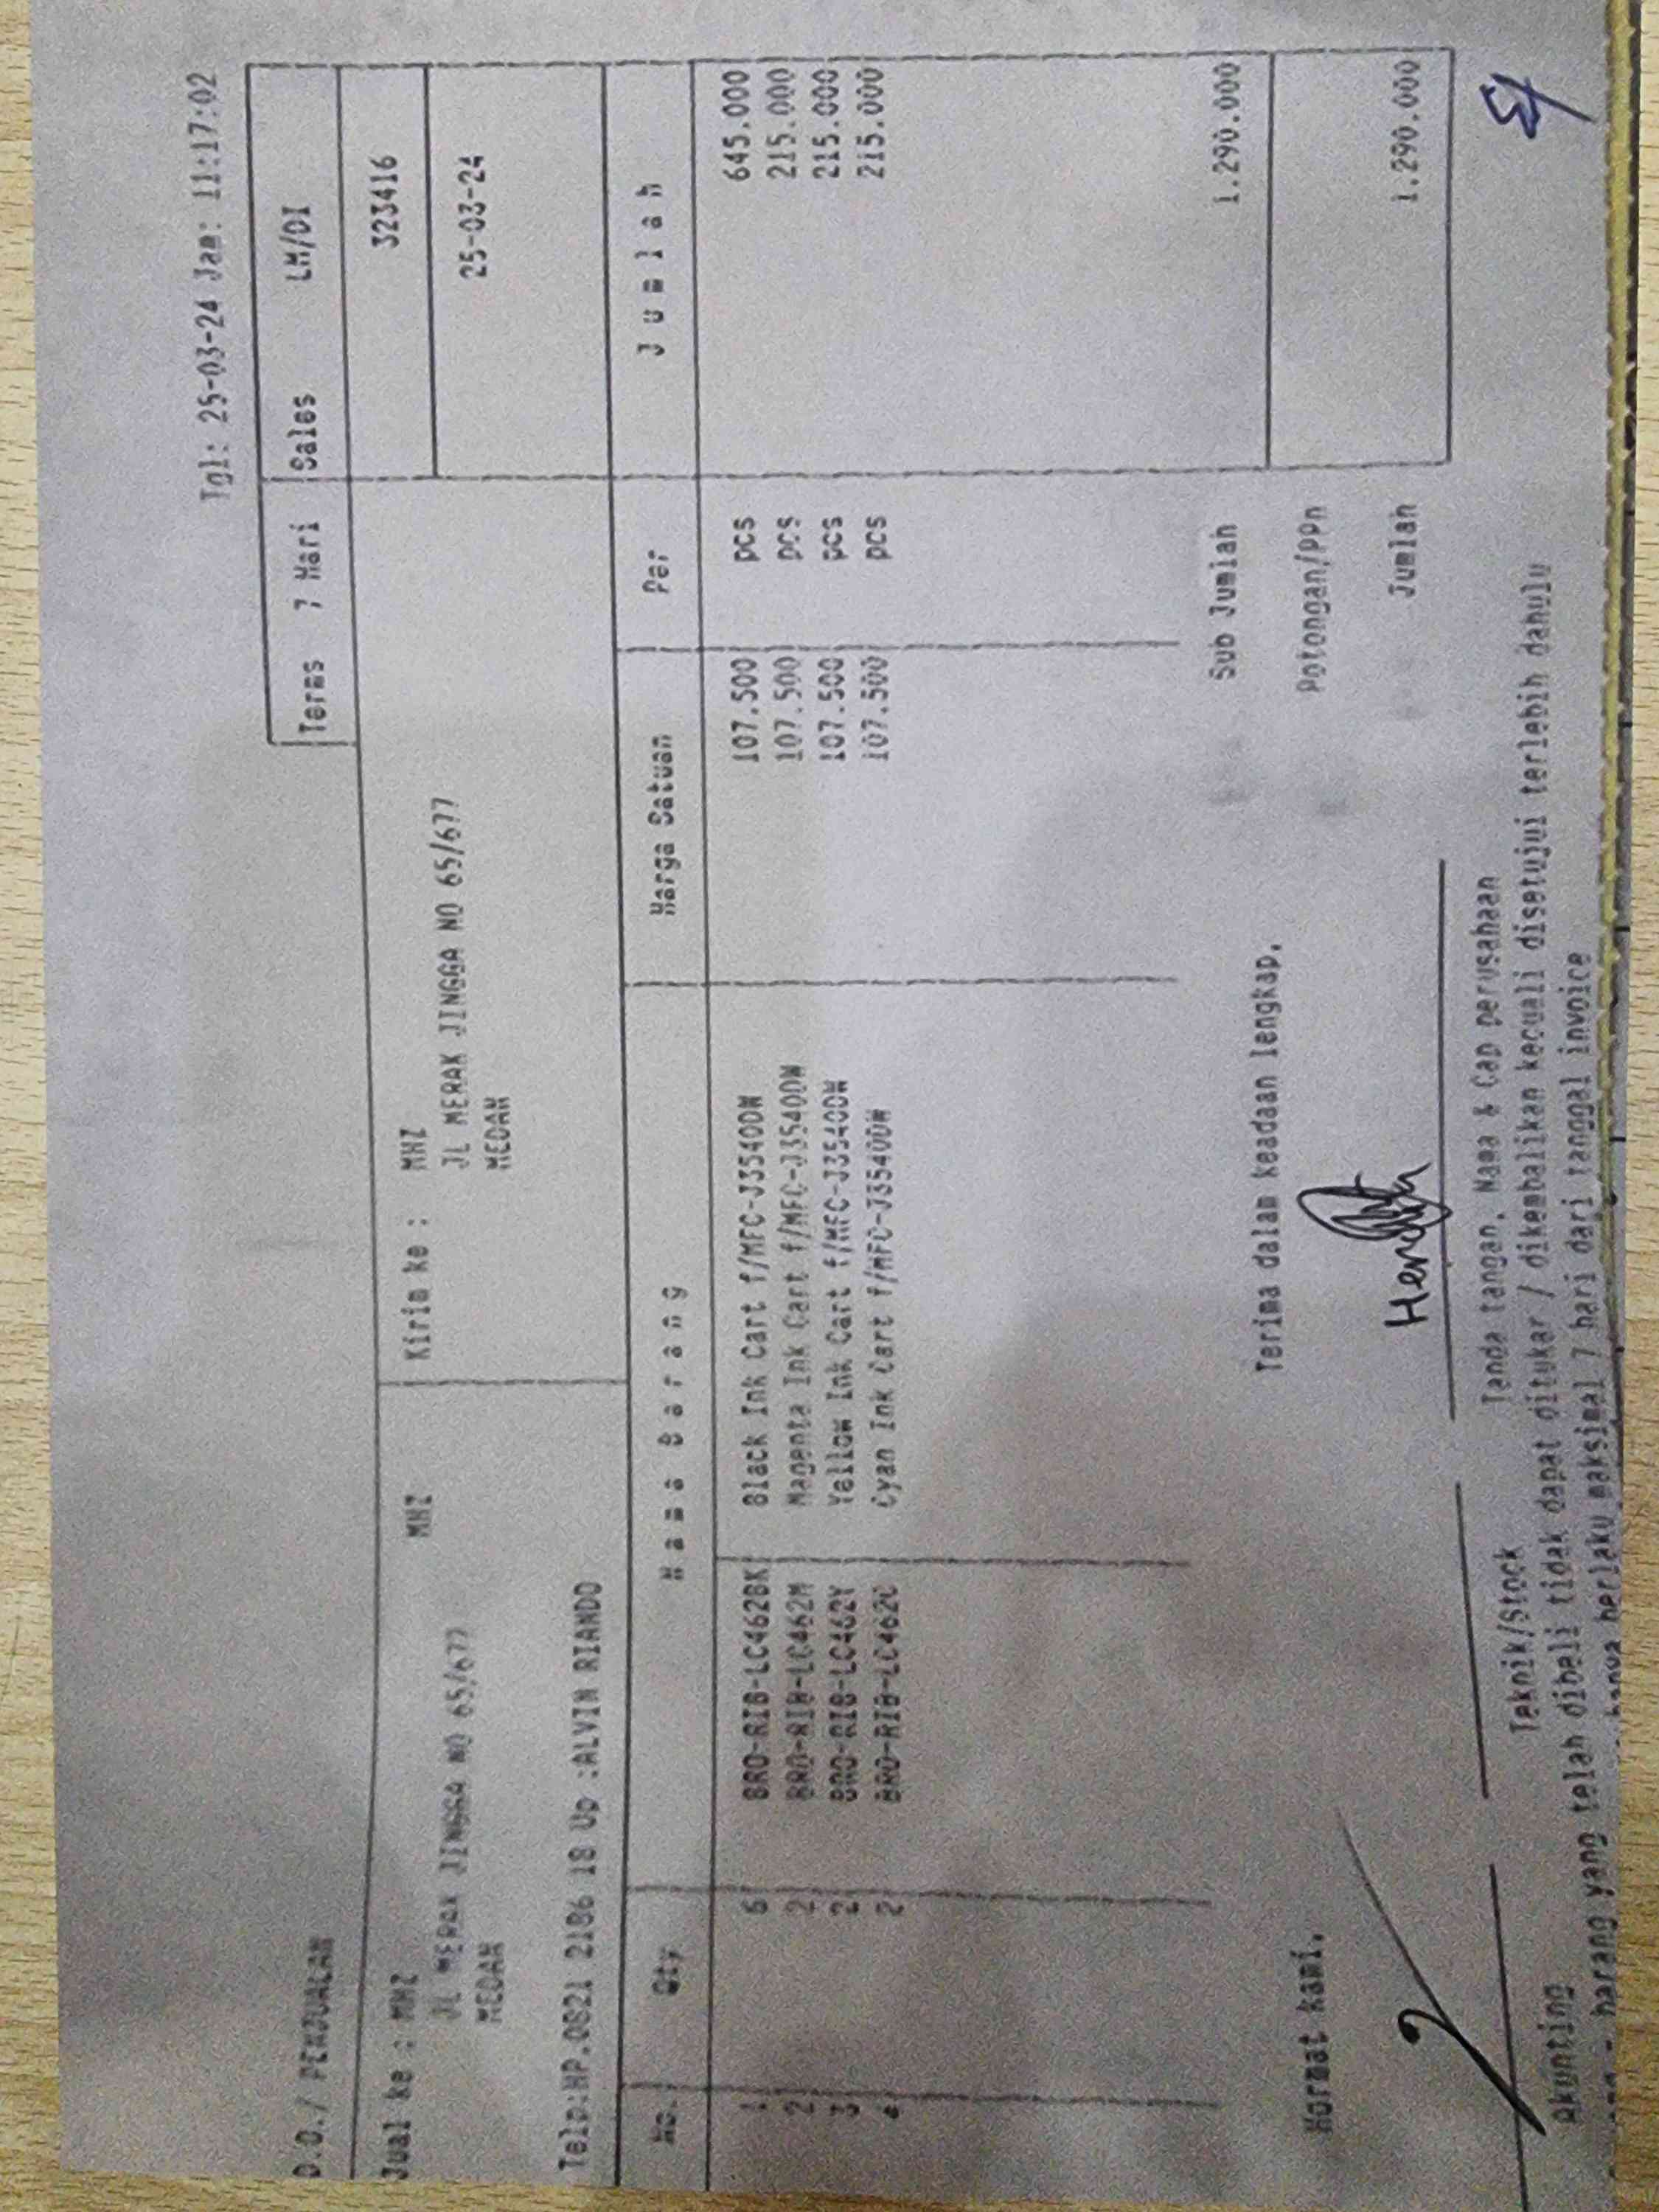 Tgl: 25-03-24 Jam: 11:17:02
D.O./ PENJUALAN
Terms 7 Hari Sales LM/DI
323416
25-03-24
Jual ke : MNZ MNZ
JL MERAK JINGGA NO 65/677
MEDAN
Kirim ke : MNZ
JL MERAK JINGGA NO 65/677
MEDAN
Telp:HP.0821 2186 18 Up :ALVIN RIANDO
No. Qty Nama Barang Harga Satuan Per Jumlah
1 6 BRO-RIB-LC462BK Black Ink Cart f/MFC-J3540DW 107.500 pcs 645.000
2 2 BRO-RIB-LC462M Magenta Ink Cart f/MFC-J3540DW 107.500 pcs 215.000
3 2 BRO-RIB-LC462Y Yellow Ink Cart f/MFC-J3540DW 107.500 pcs 215.000
4 2 BRO-RIB-LC462C Cyan Ink Cart f/MFC-J3540DW 107.500 pcs 215.000
Sub Jumlah 1.290.000
Hormat kami, Terima dalam keadaan lengkap,
Potongan/PPn
Jumlah 1.290.000
Akunting Teknik/Stock Tanda tangan, Nama & Cap perusahaan
barang yang telah dibeli tidak dapat ditukar / dikembalikan kecuali disetujui terlebih dahulu
hanya berlaku maksimal 7 hari dari tanggal invoice